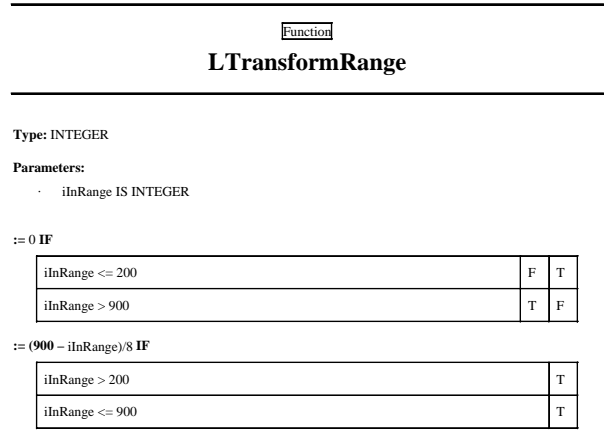 Function
LTransformRange
Type: INTEGER
Parameters:
· iInRange IS INTEGER
:= 0 IF
iInRange <= 200 F T
iInRange > 900 T F
:= (900 – iInRange)/8 IF
iInRange > 200 T
iInRange <= 900 T